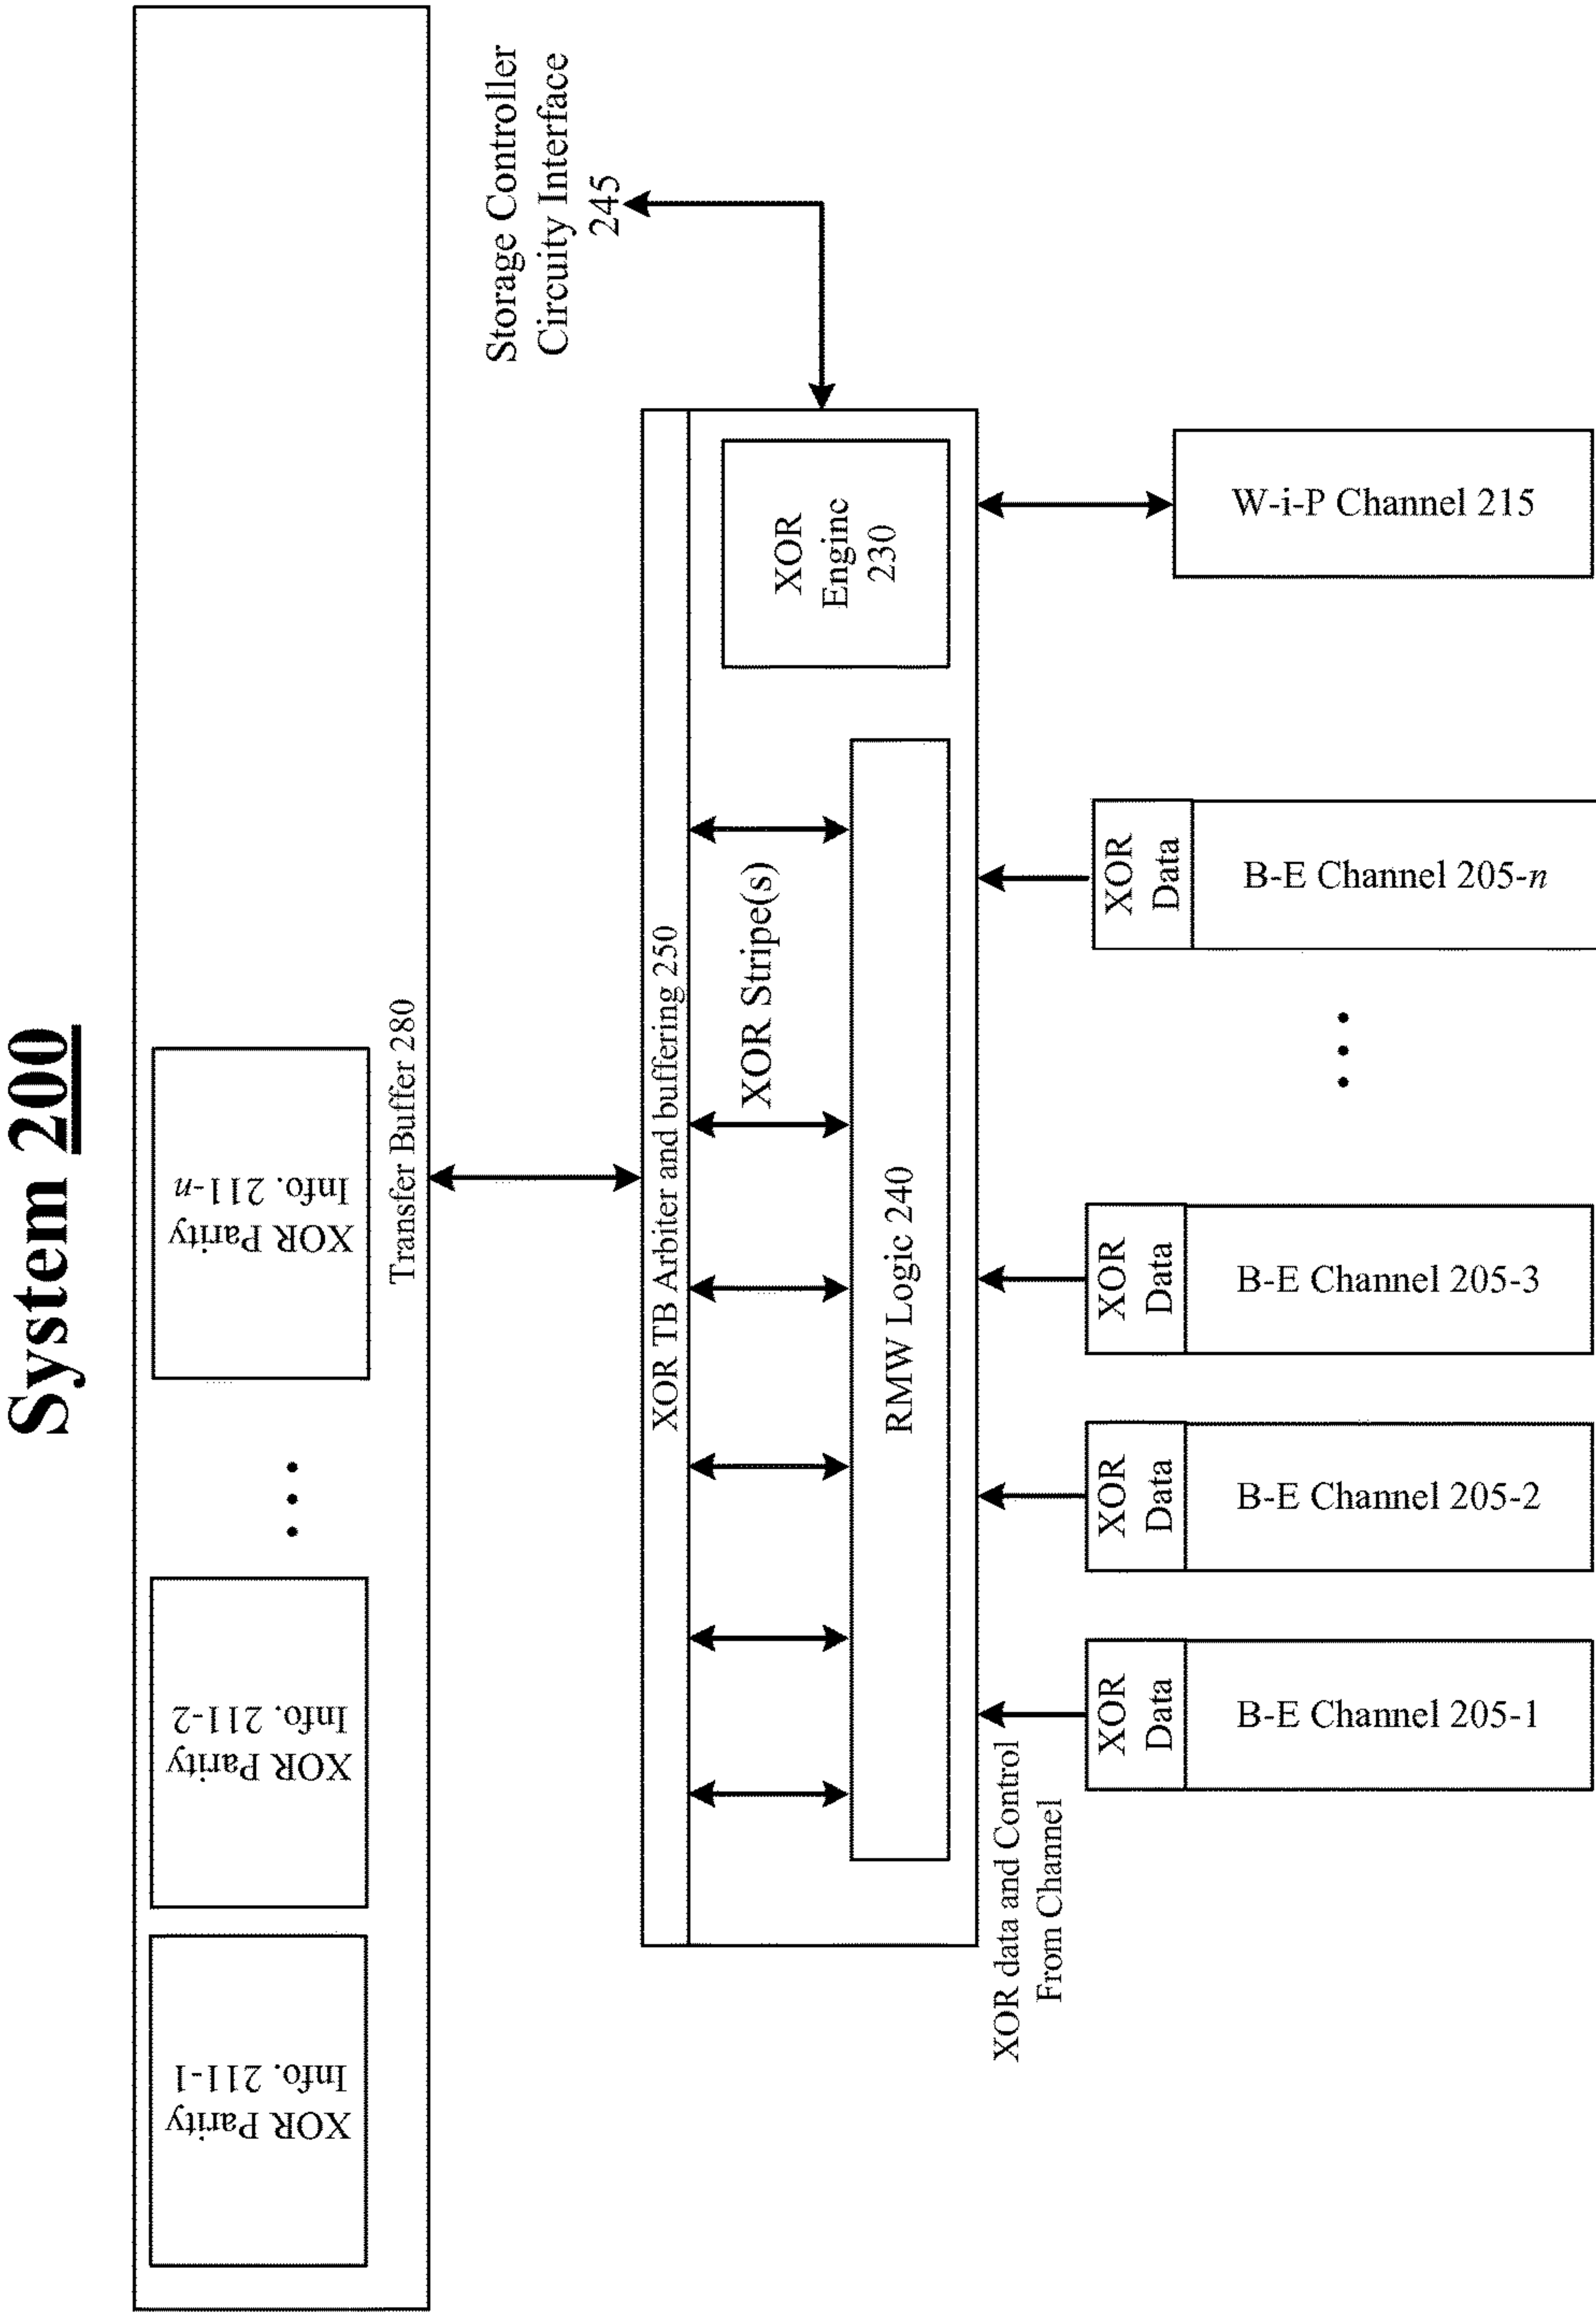 System 200
XOR Parity
Info. 211-1
XOR Parity
Info. 211-2
XOR Parity
Info. 211-n
Transfer Buffer 280
Storage Controller
Circuity Interface
245
XOR TB Arbiter and buffering 250
XOR Stripe(s)
RMW Logic 240
XOR
Enginc
230
XOR data and Control
From Channel
XOR
Data
B-E Channel 205-1
XOR
Data
B-E Channel 205-2
XOR
Data
B-E Channel 205-3
XOR
Data
B-E Channel 205-n
W-i-P Channel 215